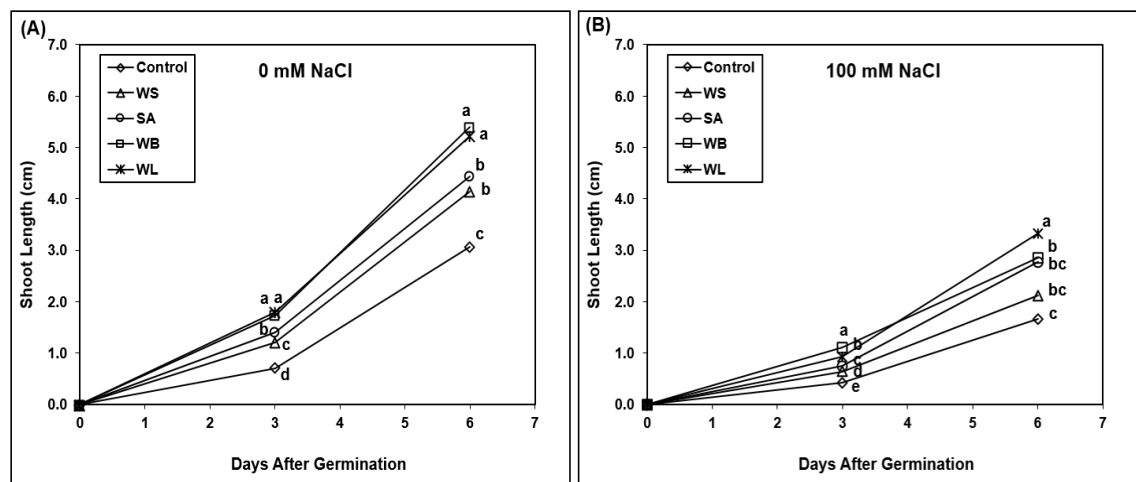 (A)
7.0
6.0
5.0
4.0
3.0
2.0
1.0
0.0
Shoot Length (cm)
Control
WS
SA
WB
WL
0 mM NaCl
a
a
b
b
c
a a
b
c
d
0 1 2 3 4 5 6 7
Days After Germination
(B)
7.0
6.0
5.0
4.0
3.0
2.0
1.0
0.0
Shoot Length (cm)
Control
WS
SA
WB
WL
100 mM NaCl
a
b
bc
bc
c
a
b
c
d
e
0 1 2 3 4 5 6 7
Days After Germination